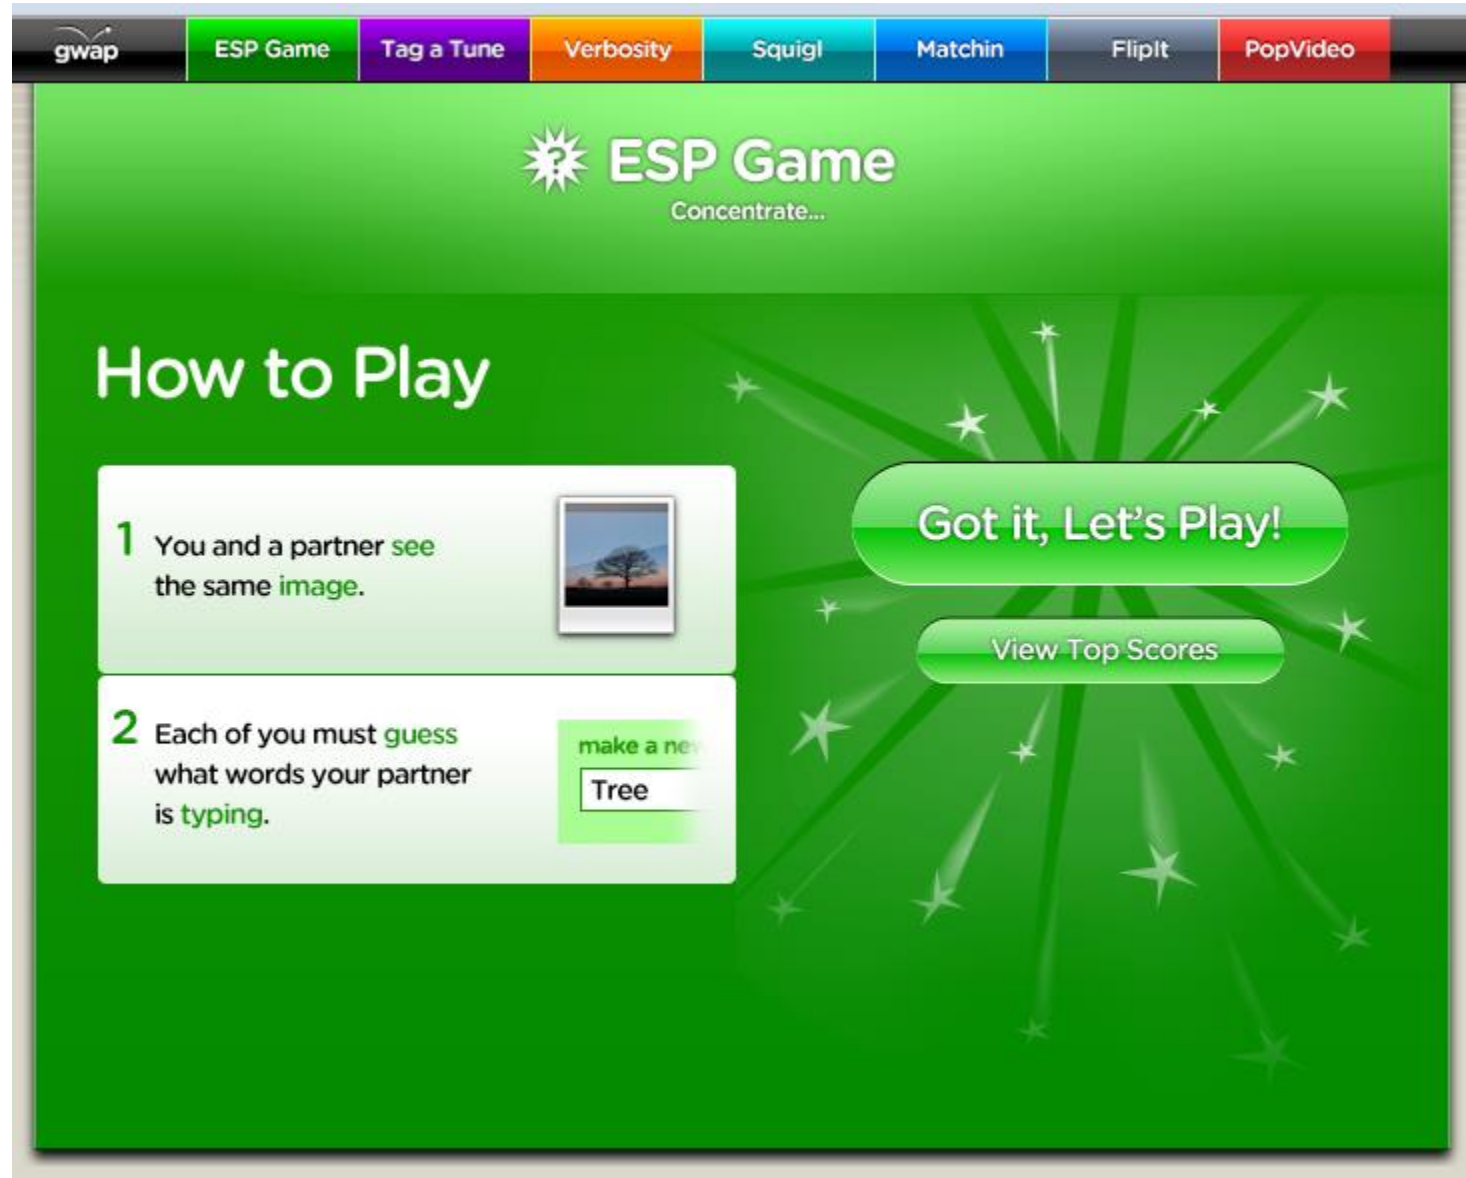 gwap ESP Game Tag a Tune Verbosity Squigl Matchin FlipIt PopVideo
ESP Game
Concentrate...
How to Play
1 You and a partner see
the same image.
2 Each of you must guess
what words your partner
is typing.
make a new
Tree
Got it, Let's Play!
View Top Scores